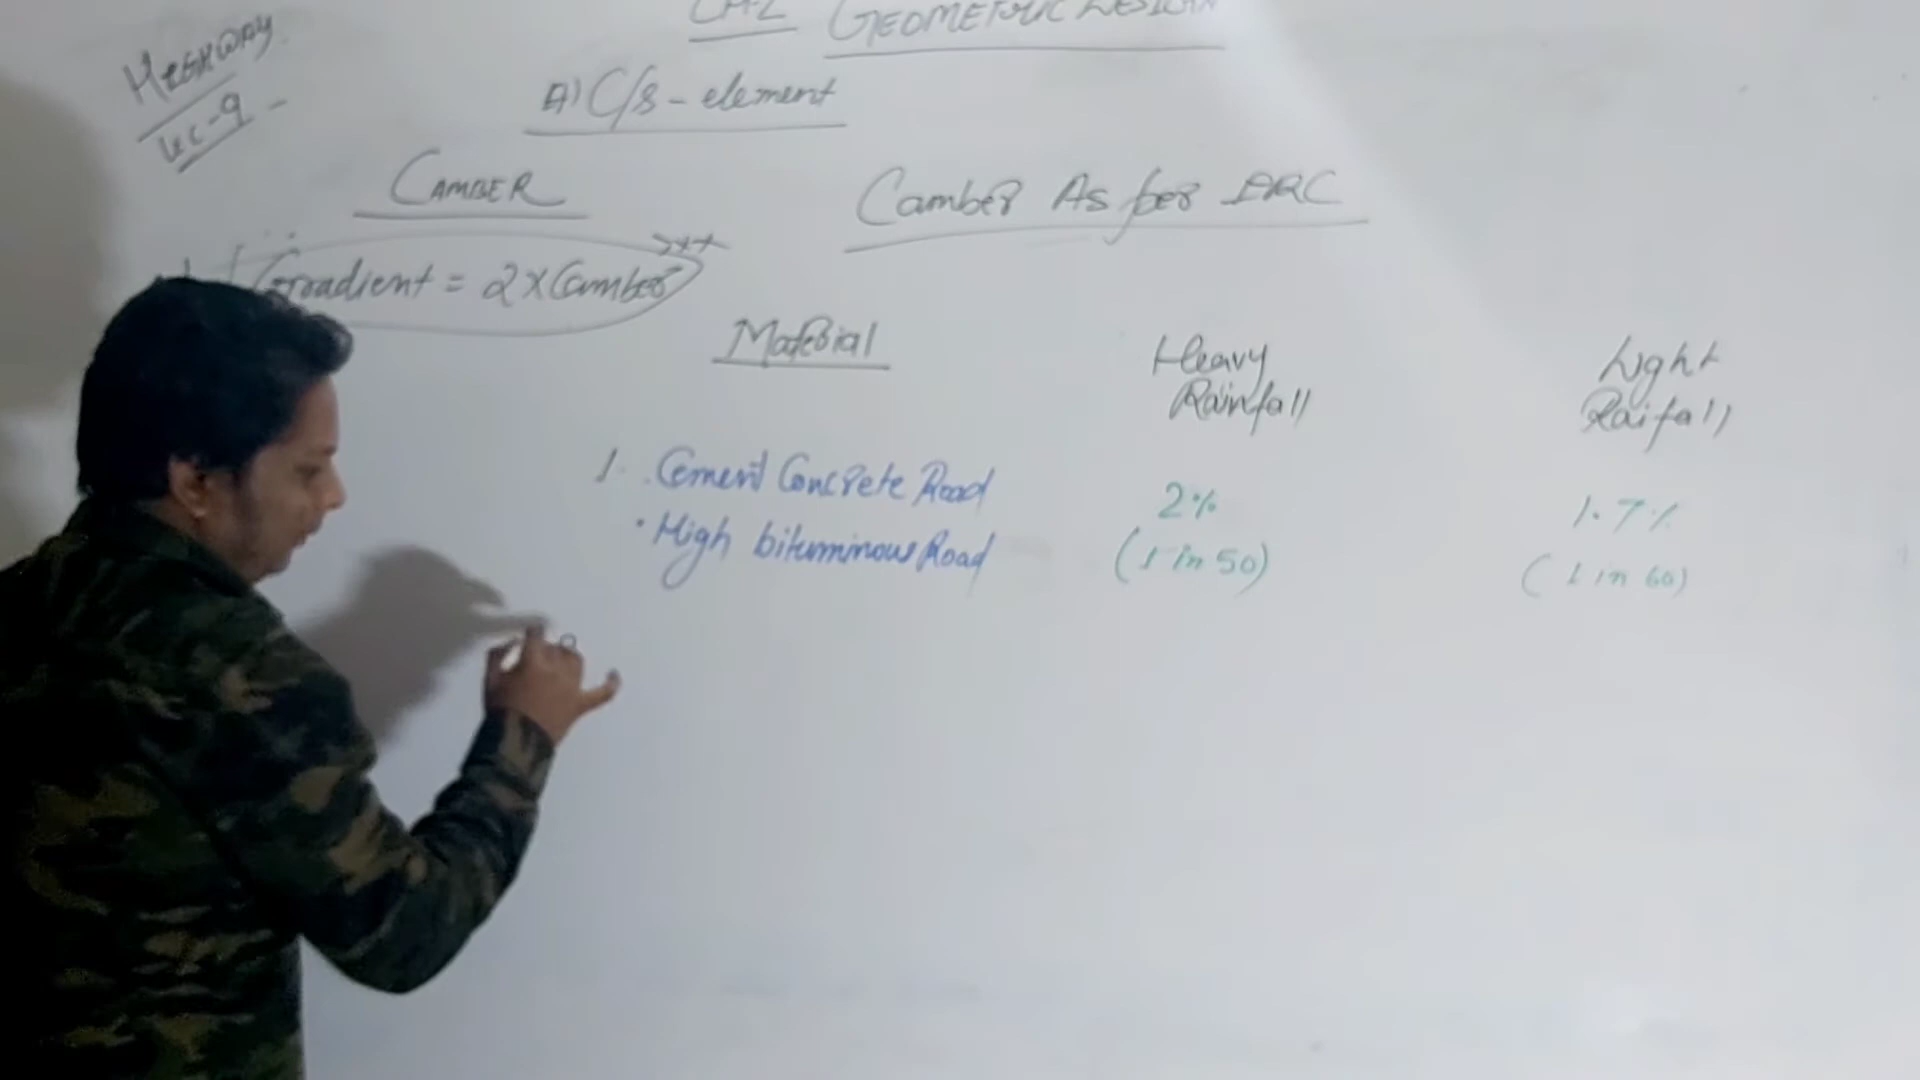 CH-2 GEOMETRIC DESIGN
HIGHWAY
Lec-9
A) C/s - element
CAMBER
Camber As per IRC
Gradient = 2 x Camber
Material
Heavy
Rainfall
Light
Raifall
1. Cement Concrete Road
2%
1.7%
• High bituminous Road
(1 in 50)
(1 in 60)